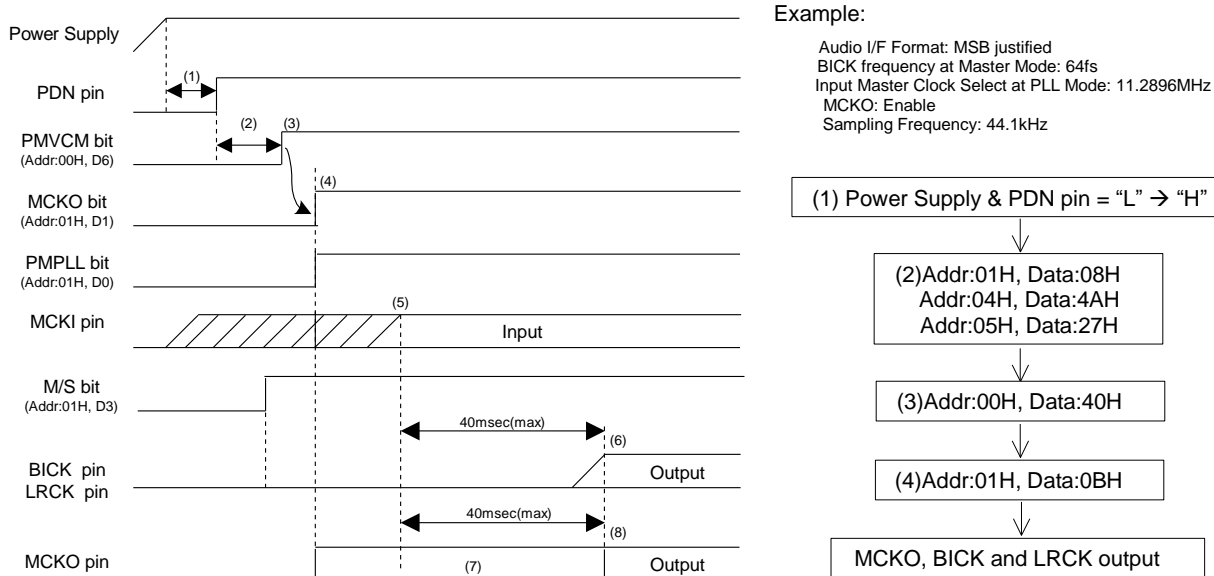 Power Supply
(1)
PDN pin
(2)
(3)
PMVCM bit
(Addr:00H, D6)
(4)
MCKO bit
(Addr:01H, D1)
PMPLL bit
(Addr:01H, D0)
(5)
MCKI pin
Input
M/S bit
(Addr:01H, D3)
40msec(max)
(6)
BICK pin
Output
LRCK pin
40msec(max)
(8)
MCKO pin
(7)
Output
Example:
Audio I/F Format: MSB justified
BICK frequency at Master Mode: 64fs
Input Master Clock Select at PLL Mode: 11.2896MHz
MCKO: Enable
Sampling Frequency: 44.1kHz
(1) Power Supply & PDN pin = “L” → “H”
(2)Addr:01H, Data:08H
Addr:04H, Data:4AH
Addr:05H, Data:27H
(3)Addr:00H, Data:40H
(4)Addr:01H, Data:0BH
MCKO, BICK and LRCK output